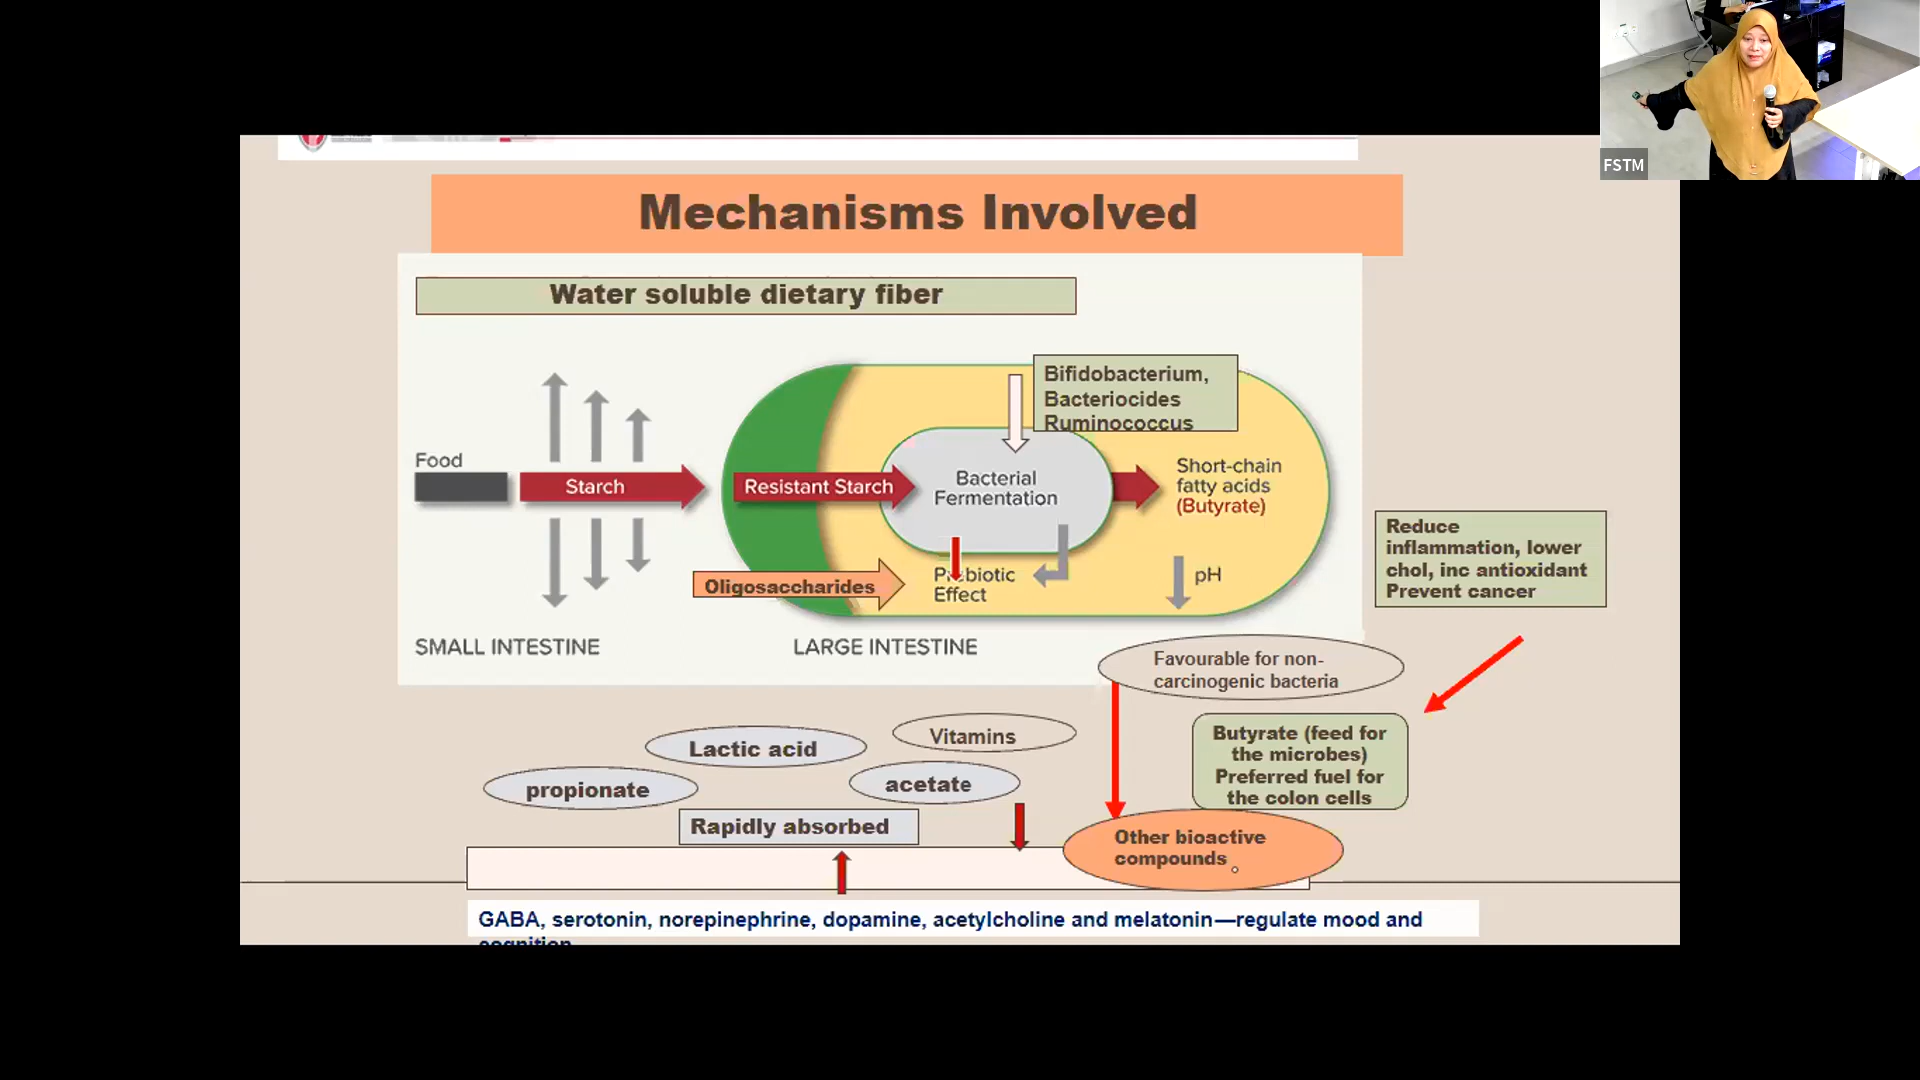 FSTM
Mechanisms Involved
Water soluble dietary fiber
Bifidobacterium,
Bacteriocides
Ruminococcus
Food
Starch
Resistant Starch
Bacterial
Fermentation
Short-chain
fatty acids
(Butyrate)
Oligosaccharides
Prebiotic
Effect
pH
SMALL INTESTINE
LARGE INTESTINE
Reduce
inflammation, lower
chol, inc antioxidant
Prevent cancer
Favourable for non-
carcinogenic bacteria
Lactic acid
Vitamins
propionate
acetate
Rapidly absorbed
Butyrate (feed for
the microbes)
Preferred fuel for
the colon cells
Other bioactive
compounds
GABA, serotonin, norepinephrine, dopamine, acetylcholine and melatonin—regulate mood and
cognition